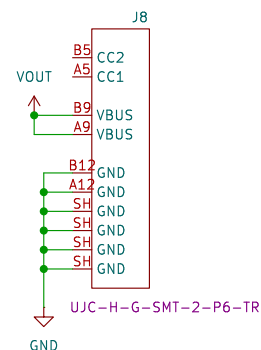 J8
B5 CC2
A5 CC1
VOUT
B9 VBUS
A9 VBUS
B12 GND
A12 GND
SH GND
SH GND
SH GND
SH GND
UJC-H-G-SMT-2-P6-TR
GND